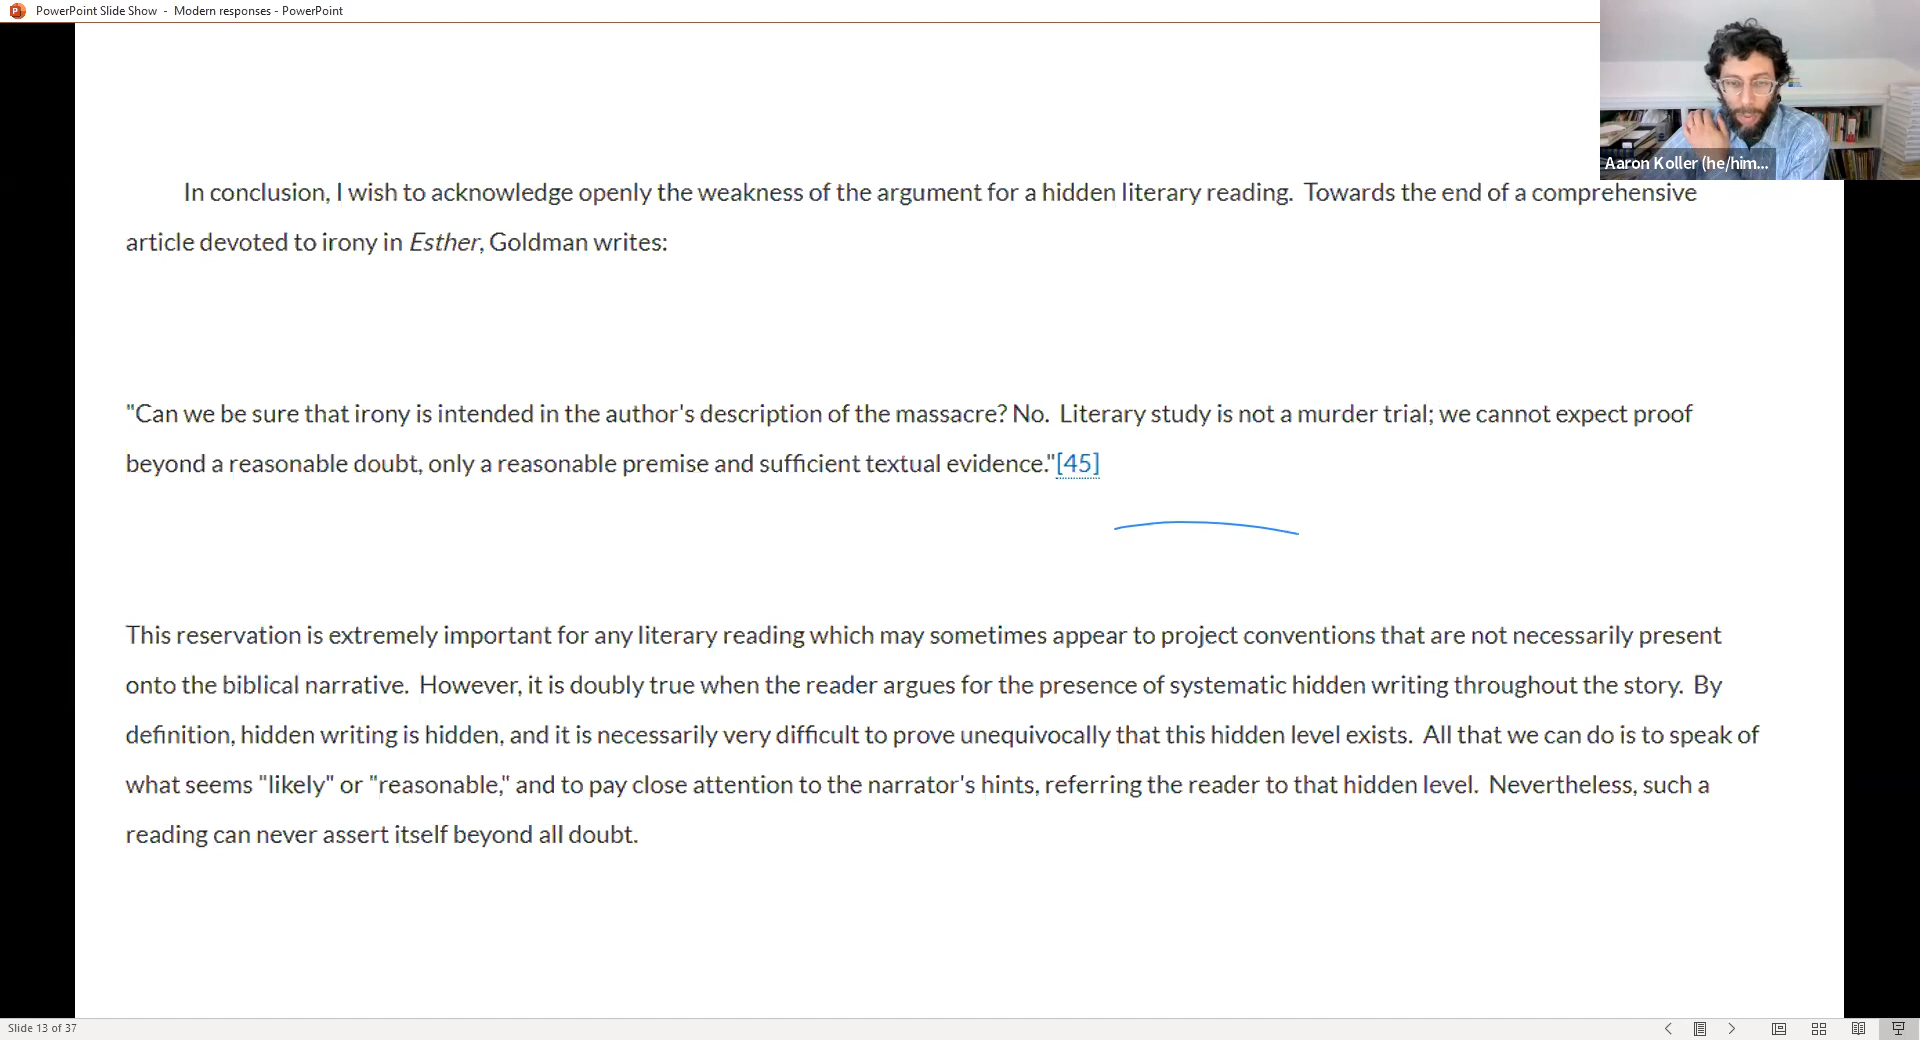 PowerPoint Slide Show - Modern responses - PowerPoint
Aaron Koller (he/him...
In conclusion, I wish to acknowledge openly the weakness of the argument for a hidden literary reading. Towards the end of a comprehensive
article devoted to irony in Esther, Goldman writes:
"Can we be sure that irony is intended in the author's description of the massacre? No. Literary study is not a murder trial; we cannot expect proof
beyond a reasonable doubt, only a reasonable premise and sufficient textual evidence."[45]
This reservation is extremely important for any literary reading which may sometimes appear to project conventions that are not necessarily present
onto the biblical narrative. However, it is doubly true when the reader argues for the presence of systematic hidden writing throughout the story. By
definition, hidden writing is hidden, and it is necessarily very difficult to prove unequivocally that this hidden level exists. All that we can do is to speak of
what seems "likely" or "reasonable," and to pay close attention to the narrator's hints, referring the reader to that hidden level. Nevertheless, such a
reading can never assert itself beyond all doubt.
Slide 13 of 37